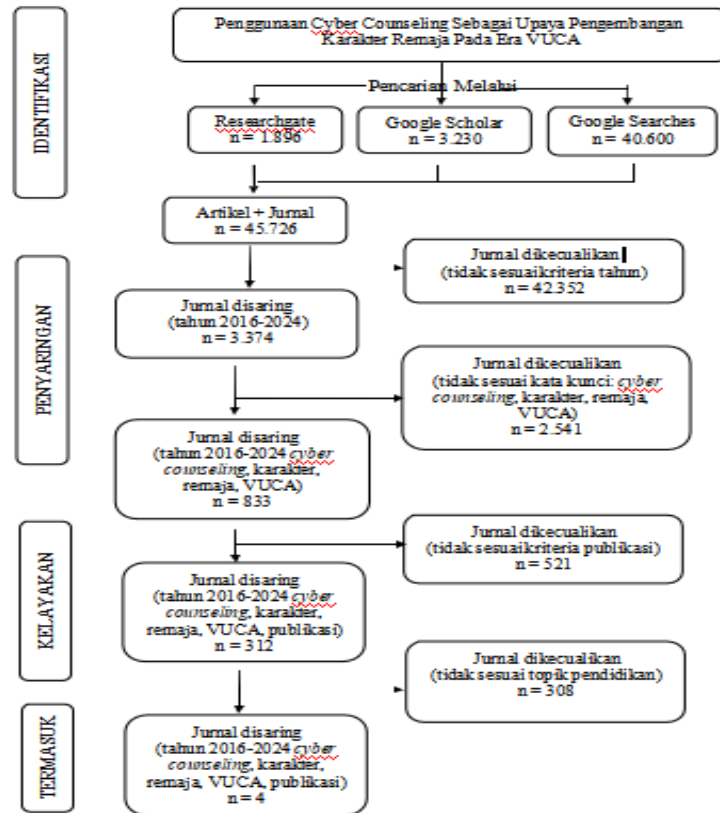 IDENTIFIKASI
Penggunaan Cyber Counseling Sebagai Upaya Pengembangan
Karakter Remaja Pada Era VUCA
Pencarian Melalui
Researchgate
n = 1.896
Google Scholar
n = 3.230
Google Searches
n = 40.600
Artikel + Jurnal
n = 45.726
PENYARINGAN
Jurnal dikecualikan
(tidak sesuaikriteria tahun)
n = 42.352
Jurnal disaring
(tahun 2016-2024)
n = 3.374
Jurnal dikecualikan
(tidak sesuai kata kunci: cyber
counseling, karakter, remaja,
VUCA)
n = 2.541
Jurnal disaring
(tahun 2016-2024 cyber
counseling, karakter,
remaja, VUCA)
n = 833
KELAYAKAN
Jurnal dikecualikan
(tidak sesuaikriteria publikasi)
n = 521
Jurnal disaring
(tahun 2016-2024 cyber
counseling, karakter,
remaja, VUCA, publikasi)
n = 312
Jurnal dikecualikan
(tidak sesuai topik pendidikan)
n = 308
TERMASUK
Jurnal disaring
(tahun 2016-2024 cyber
counseling, karakter,
remaja, VUCA, publikasi)
n = 4